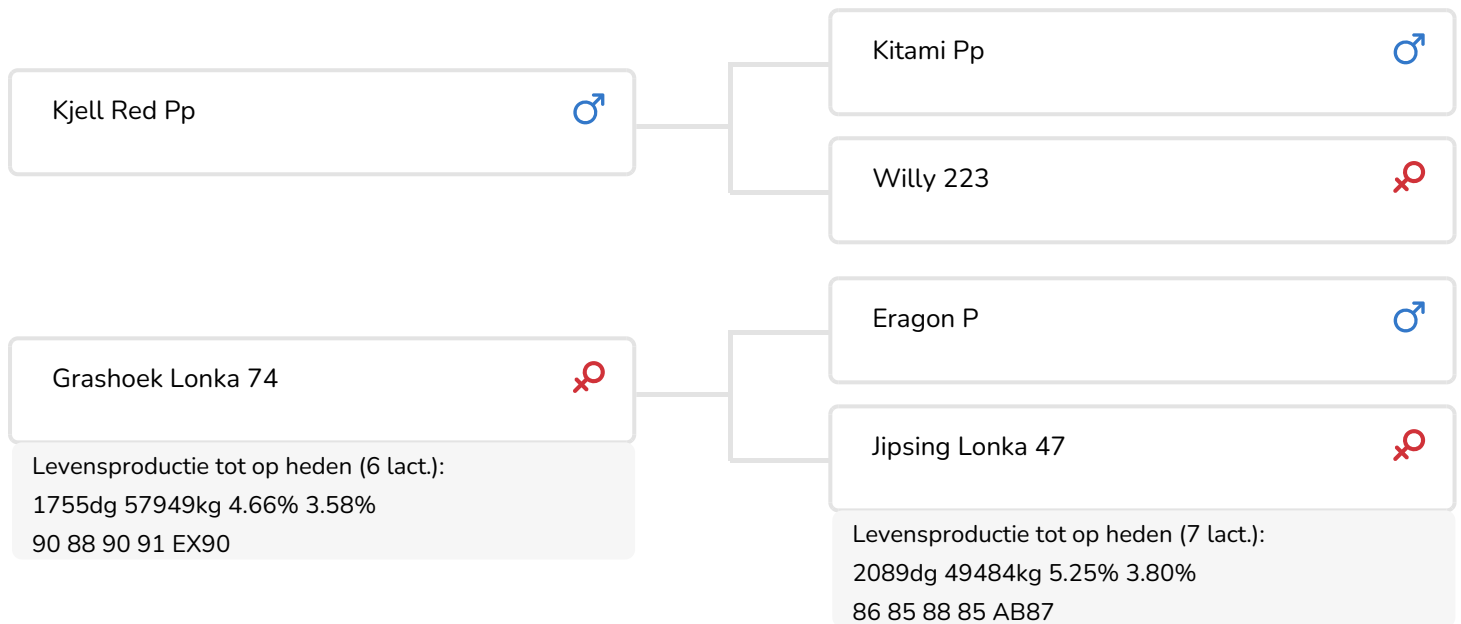 Kjell Red Pp
Kitami Pp
Willy 223
Grashoek Lonka 74
Levensproductie tot op heden (6 lact.):
1755dg 57949kg 4.66% 3.58%
90 88 90 91 EX90
Eragon P
Jipsing Lonka 47
Levensproductie tot op heden (7 lact.):
2089dg 49484kg 5.25% 3.80%
86 85 88 85 AB87